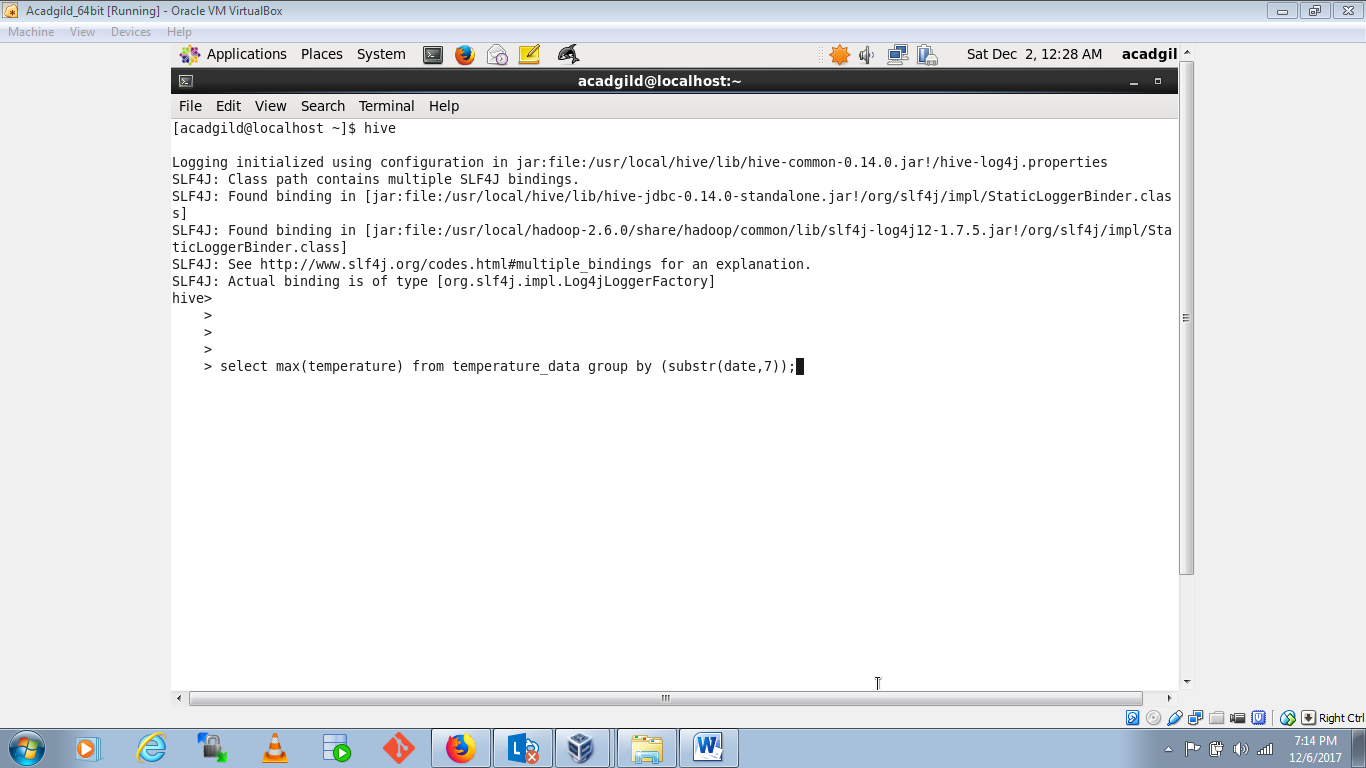 Acadgild_64bit [Running] - Oracle VM VirtualBox
Machine View Devices Help
Applications Places System Sat Dec 2, 12:28 AM acadgil
acadgild@localhost:~
File Edit View Search Terminal Help
[acadgild@localhost ~]$ hive
Logging initialized using configuration in jar:file:/usr/local/hive/lib/hive-common-0.14.0.jar!/hive-log4j.properties
SLF4J: Class path contains multiple SLF4J bindings.
SLF4J: Found binding in [jar:file:/usr/local/hive/lib/hive-jdbc-0.14.0-standalone.jar!/org/slf4j/impl/StaticLoggerBinder.clas
s]
SLF4J: Found binding in [jar:file:/usr/local/hadoop-2.6.0/share/hadoop/common/lib/slf4j-log4j12-1.7.5.jar!/org/slf4j/impl/Sta
ticLoggerBinder.class]
SLF4J: See http://www.slf4j.org/codes.html#multiple_bindings for an explanation.
SLF4J: Actual binding is of type [org.slf4j.impl.Log4jLoggerFactory]
hive>
>
>
>
> select max(temperature) from temperature_data group by (substr(date,7));
Right Ctrl
7:14 PM
12/6/2017